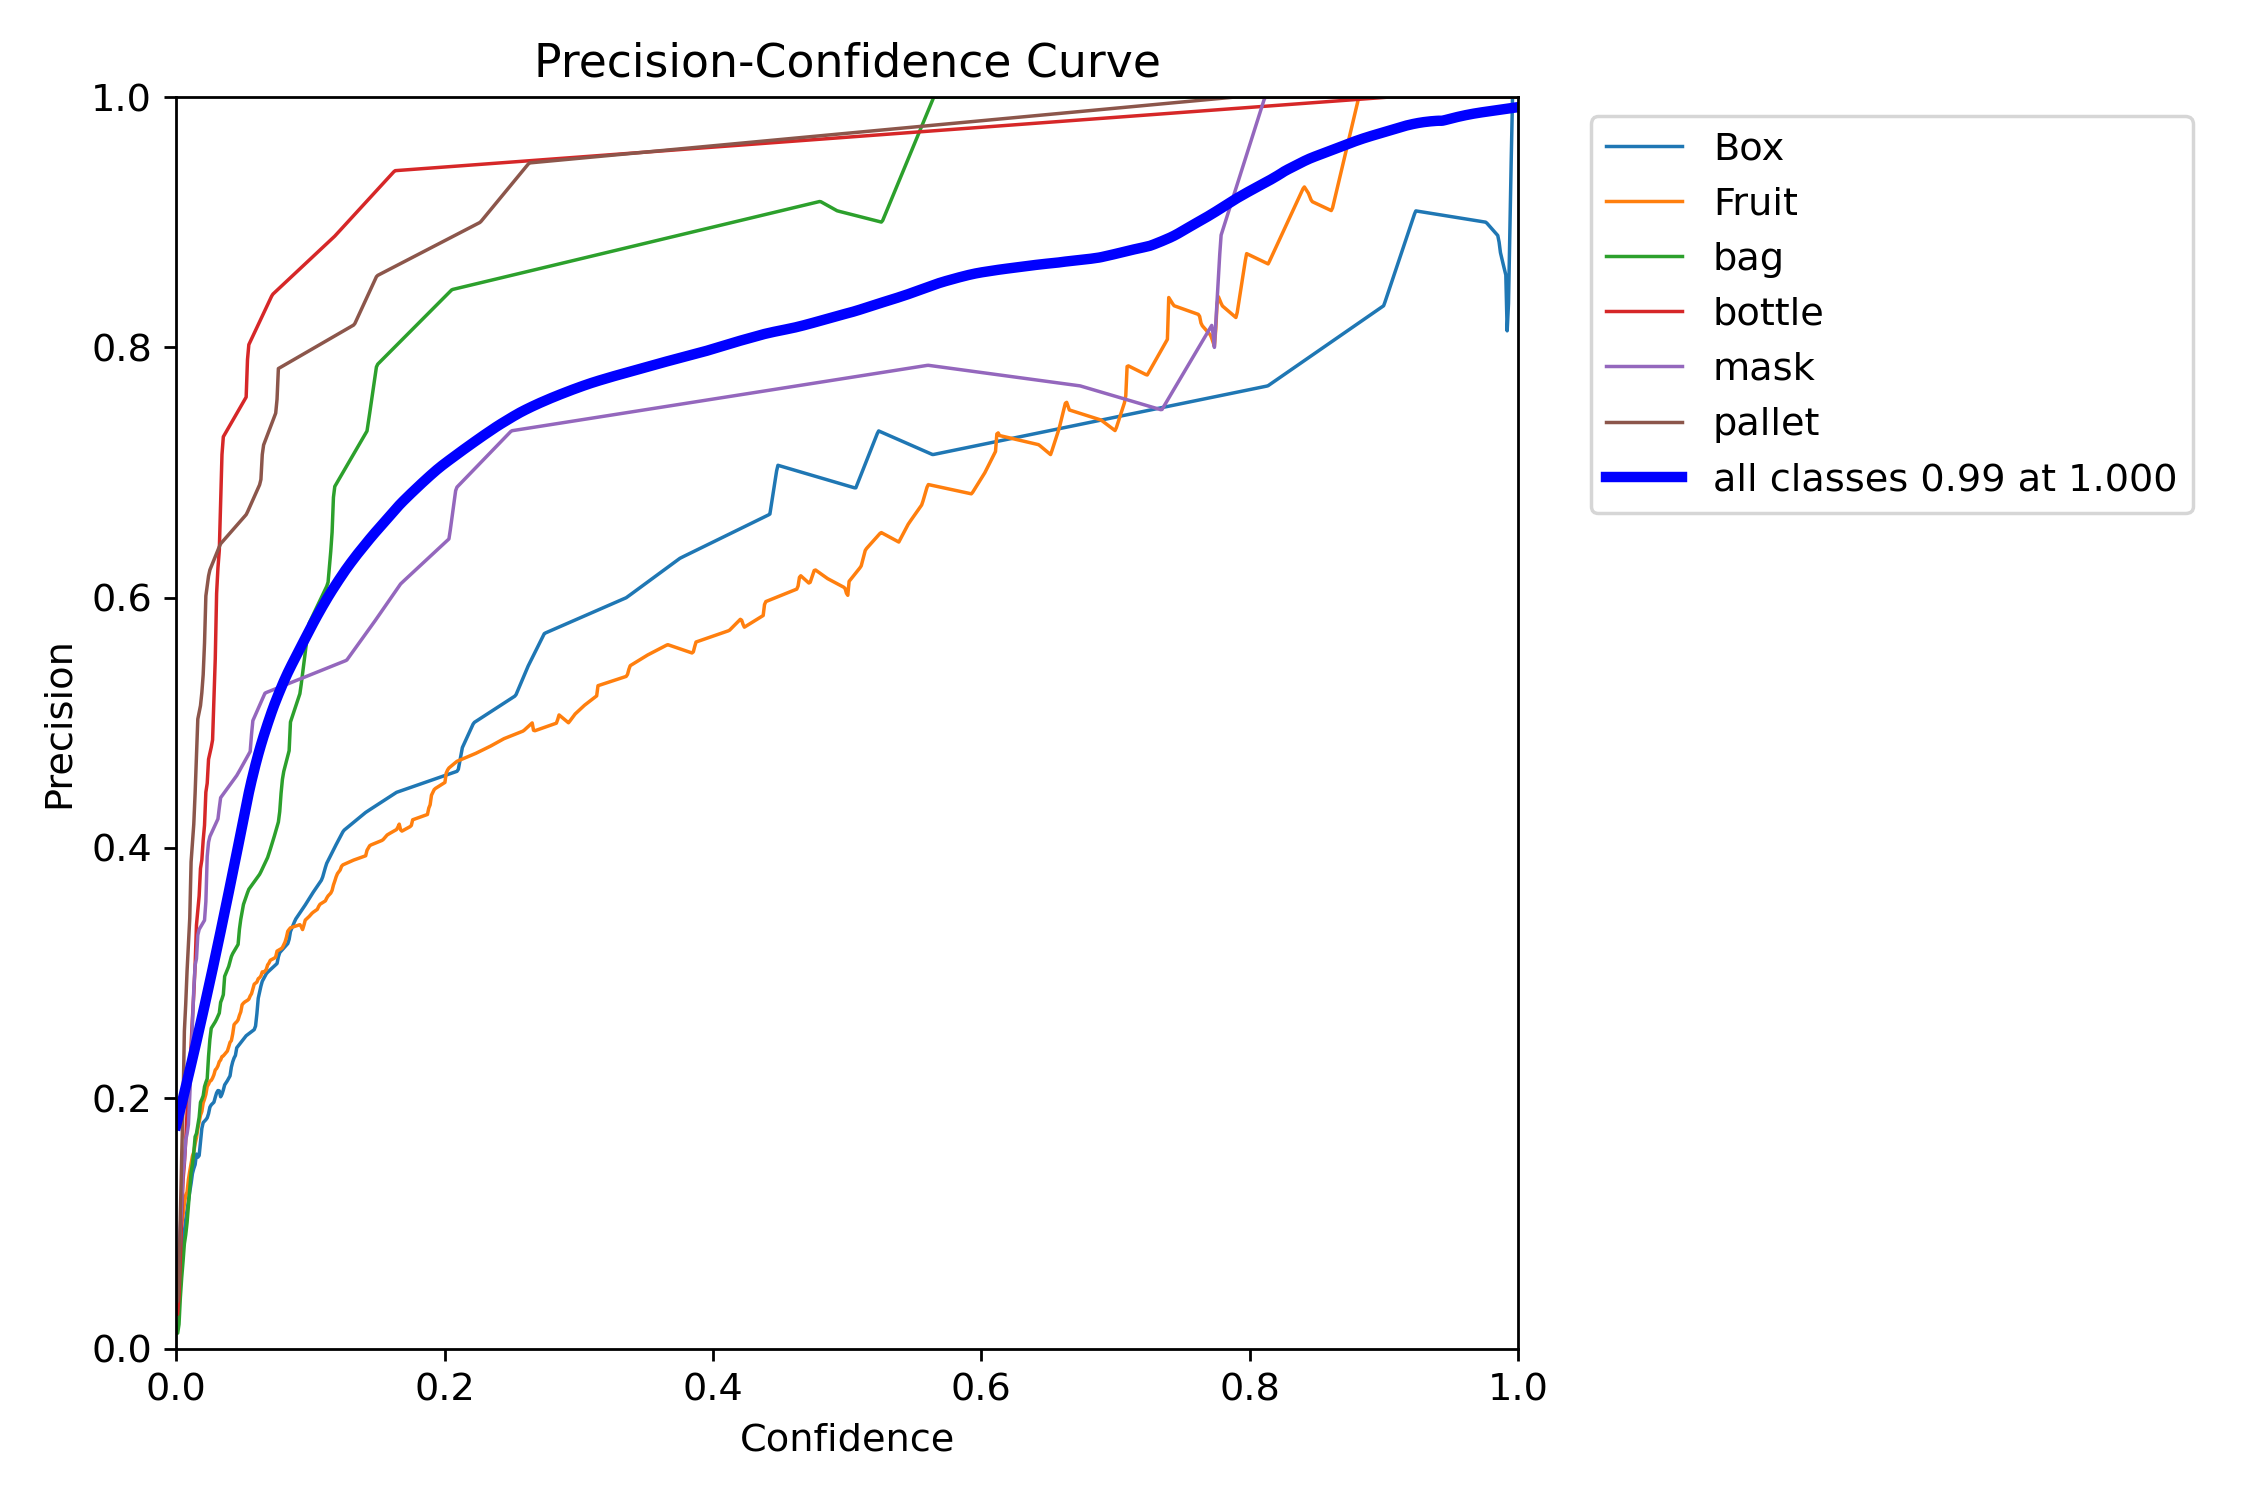 Precision-Confidence Curve
1.0
0.8
0.6
0.4
0.2
0.0
Precision
0.0 0.2 0.4 0.6 0.8 1.0
Confidence
Box
Fruit
bag
bottle
mask
pallet
all classes 0.99 at 1.000